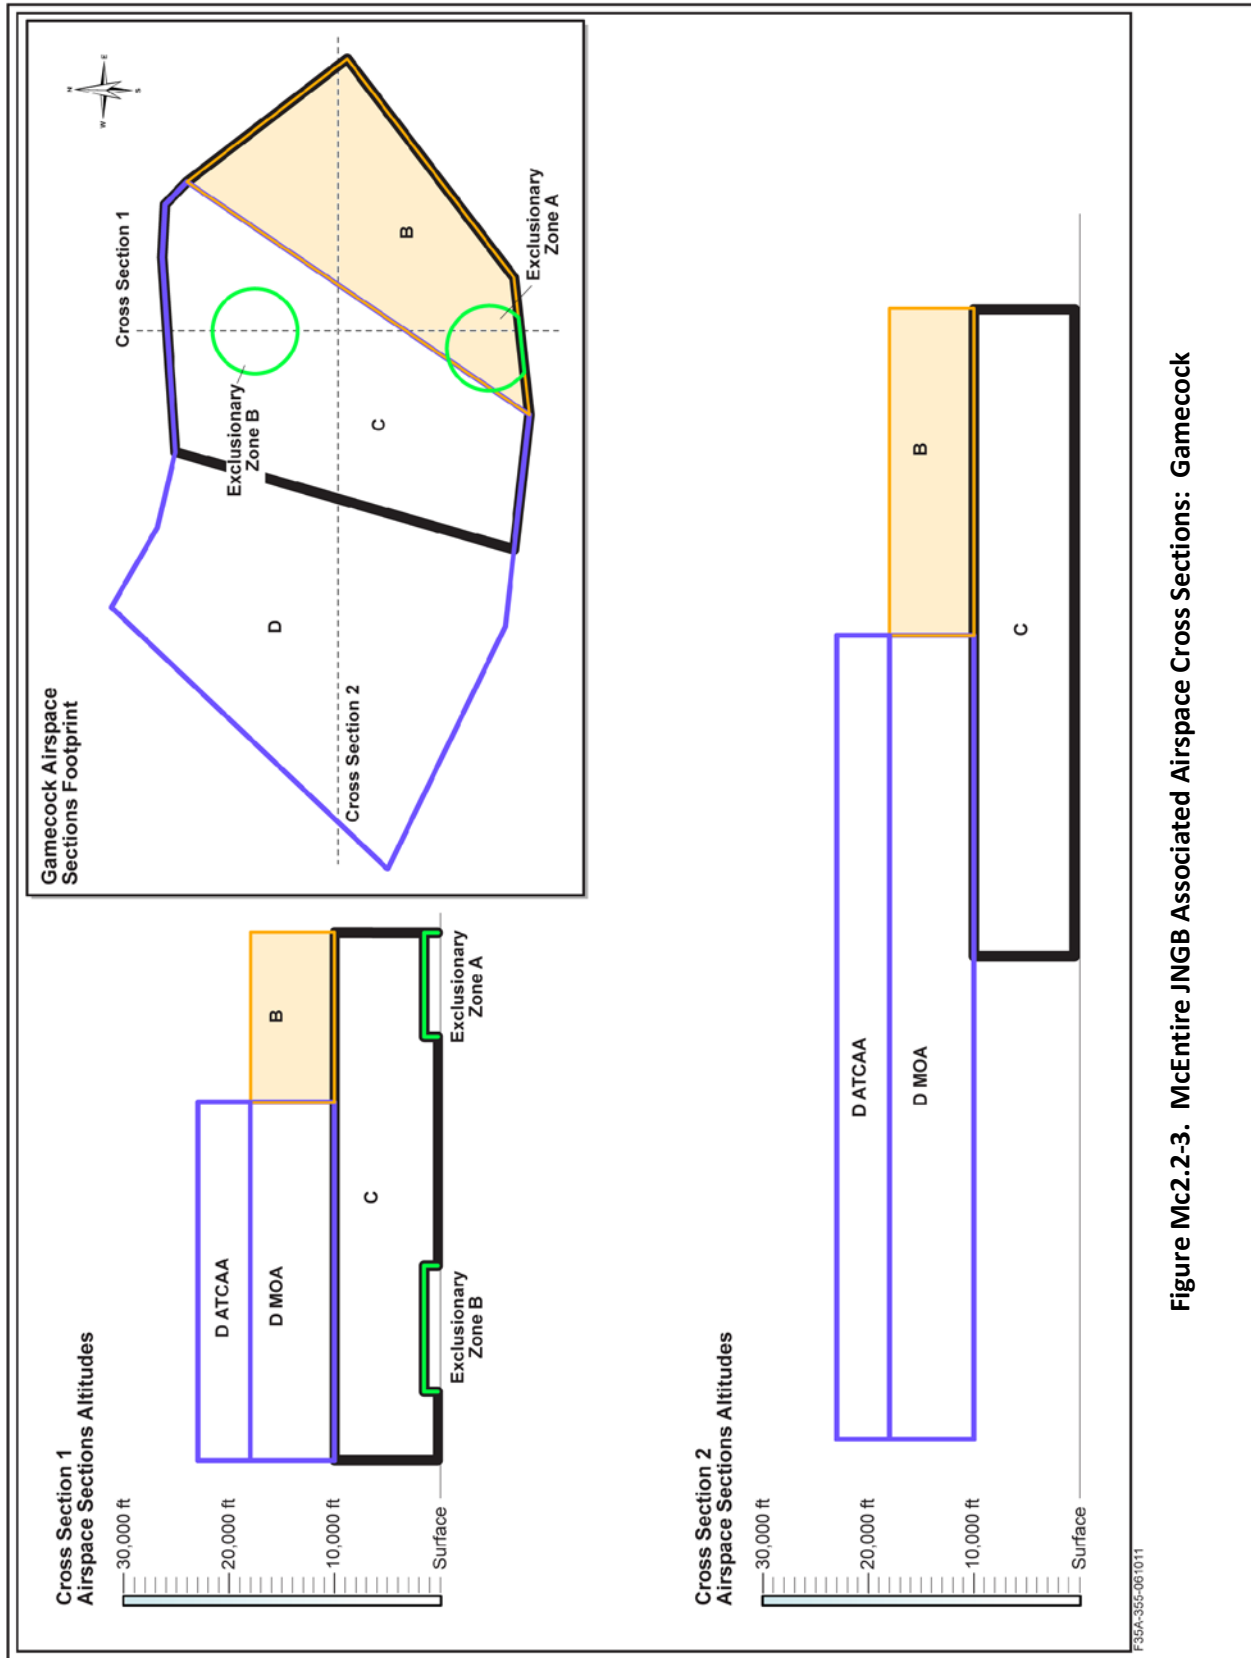 Cross Section 1
Airspace Sections Altitudes
30,000 ft
20,000 ft
10,000 ft
Surface
D ATCAA
D MOA
B
C
Exclusionary
Zone B
Exclusionary
Zone A
Gamecock Airspace
Sections Footprint
N
W
E
S
Cross Section 1
Exclusionary
Zone B
B
C
D
Exclusionary
Zone A
Cross Section 2
Cross Section 2
Airspace Sections Altitudes
30,000 ft
20,000 ft
10,000 ft
Surface
D ATCAA
D MOA
B
C
F35A-355-061011
Figure Mc2.2-3. McEntire JNGB Associated Airspace Cross Sections: Gamecock